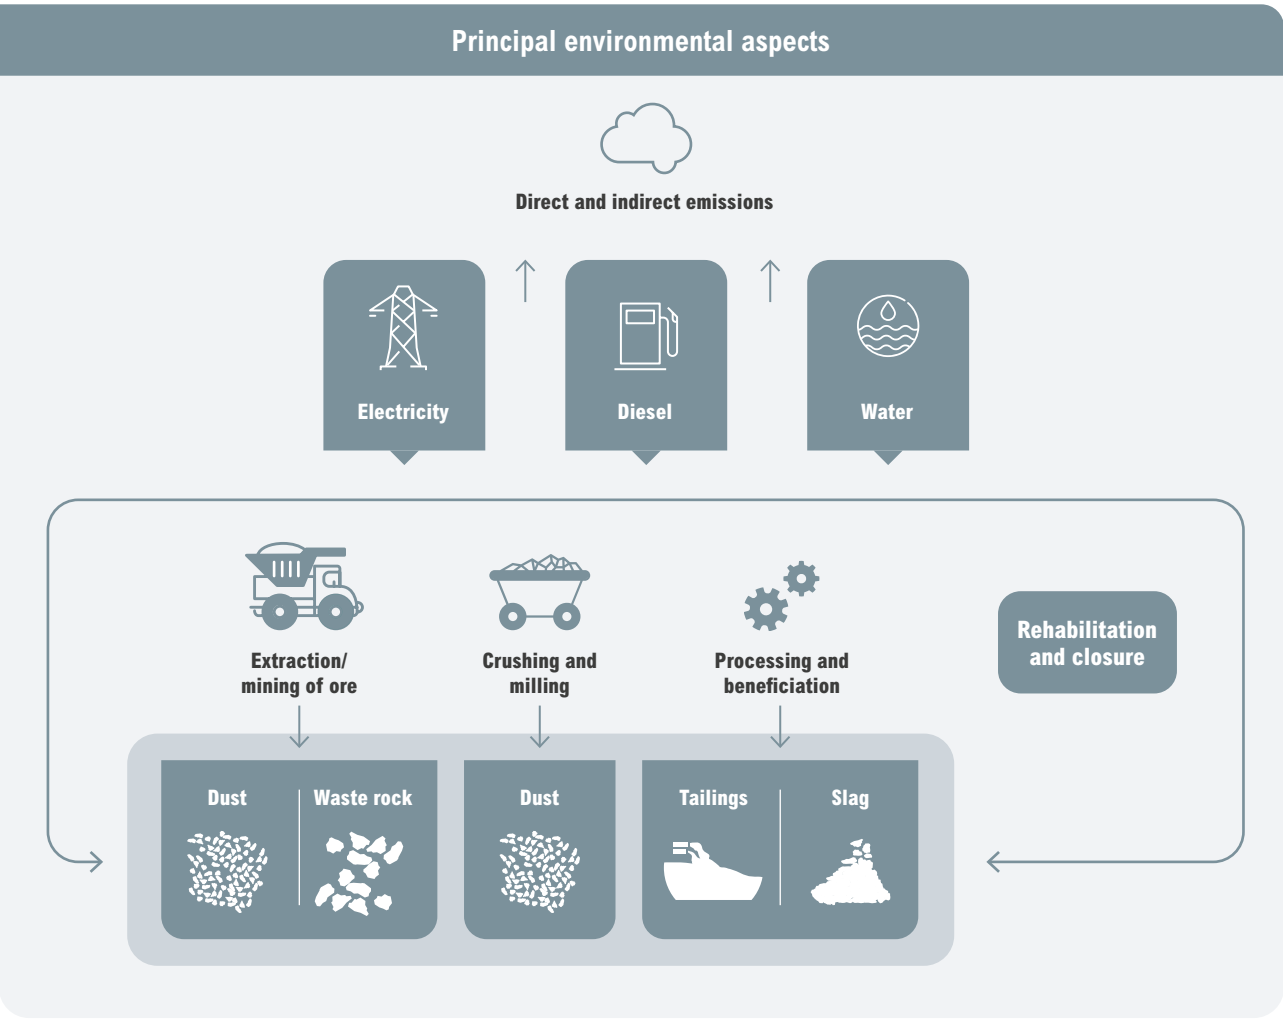 Principal environmental aspects
Direct and indirect emissions
Electricity
Diesel
Water
Extraction/
mining of ore
Crushing and
milling
Processing and
beneficiation
Rehabilitation
and closure
Dust
Waste rock
Dust
Tailings
Slag